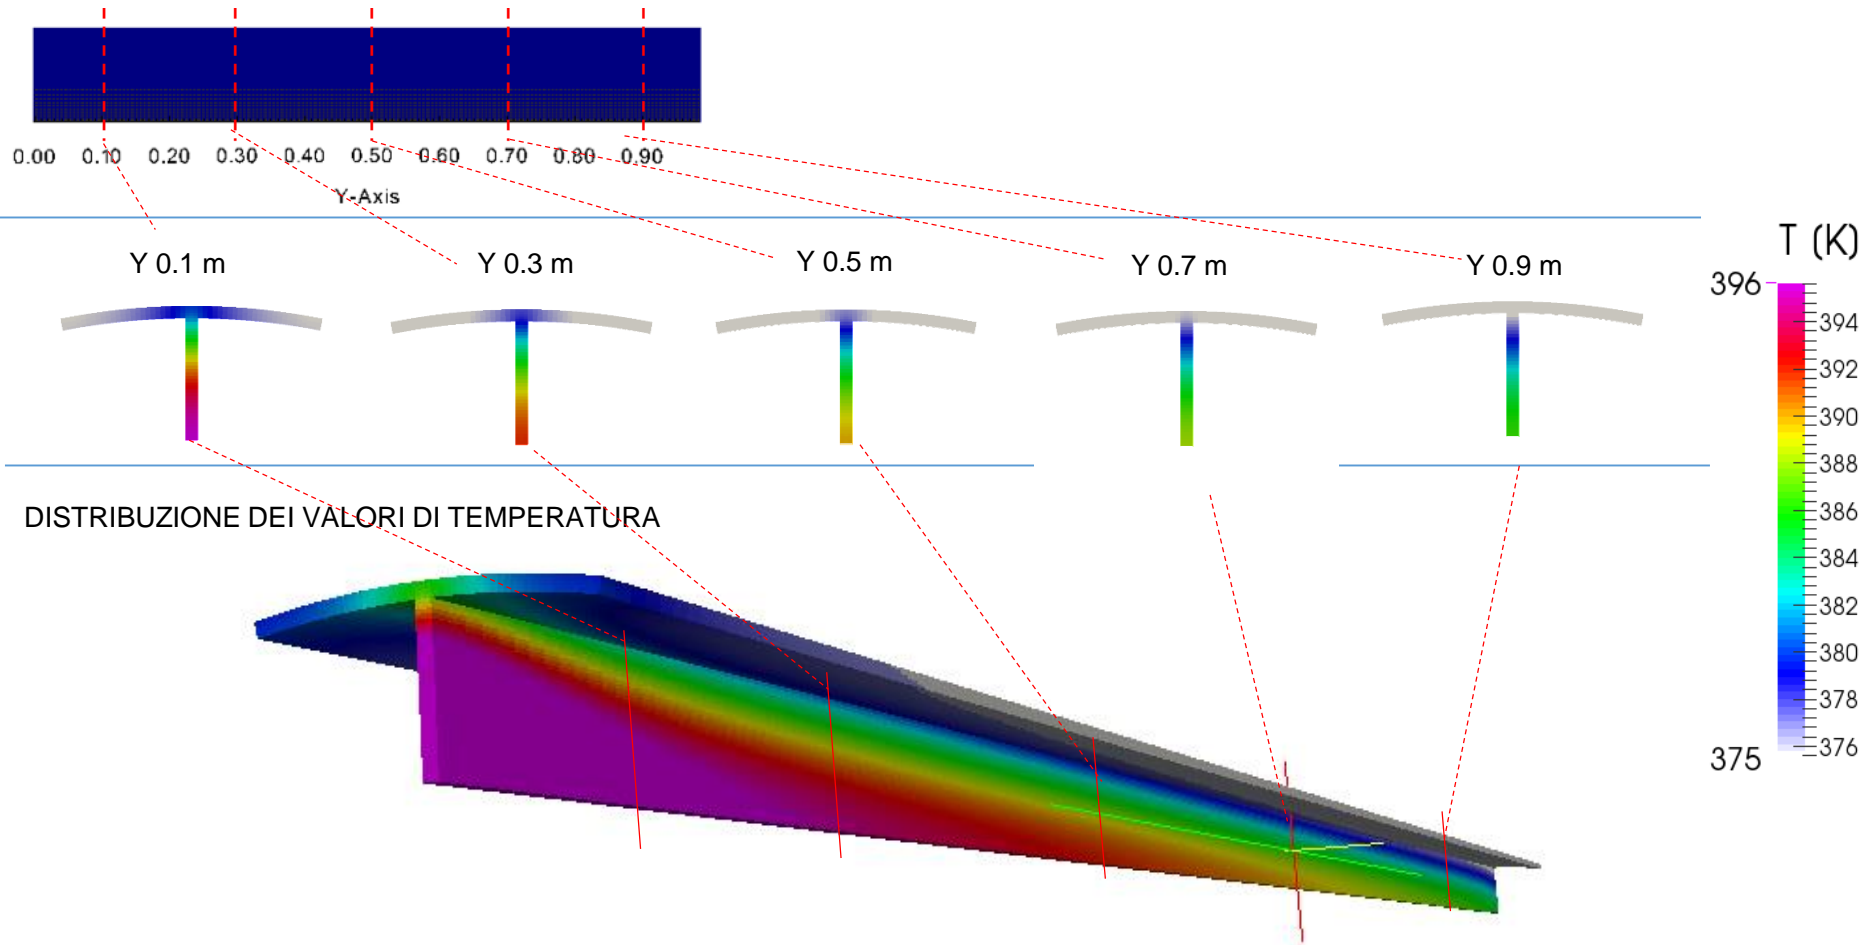 0.00 0.10 0.20 0.30 0.40 0.50 0.60 0.70 0.80 0.90
Y-Axis
Y 0.1 m Y 0.3 m Y 0.5 m Y 0.7 m Y 0.9 m
T (K)
396
394
392
390
388
386
384
382
380
378
376
375
DISTRIBUZIONE DEI VALORI DI TEMPERATURA